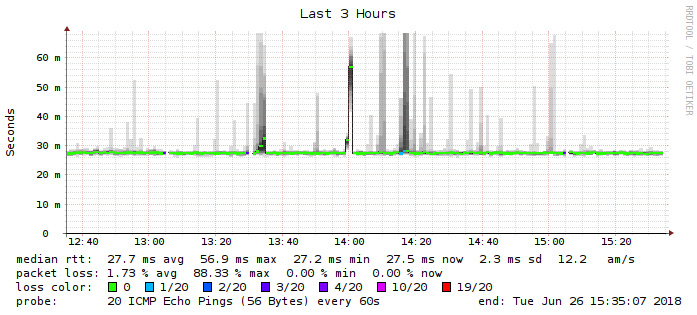 Last 3 Hours
RRDTOOL / TOBI OETIKER
Seconds
60 m
50 m
40 m
30 m
20 m
10 m
0
12:40 13:00 13:20 13:40 14:00 14:20 14:40 15:00 15:20
median rtt: 27.7 ms avg 56.9 ms max 27.2 ms min 27.5 ms now 2.3 ms sd 12.2 am/s
packet loss: 1.73 % avg 88.33 % max 0.00 % min 0.00 % now
loss color: 0 1/20 2/20 3/20 4/20 10/20 19/20
probe: 20 ICMP Echo Pings (56 Bytes) every 60s end: Tue Jun 26 15:35:07 2018